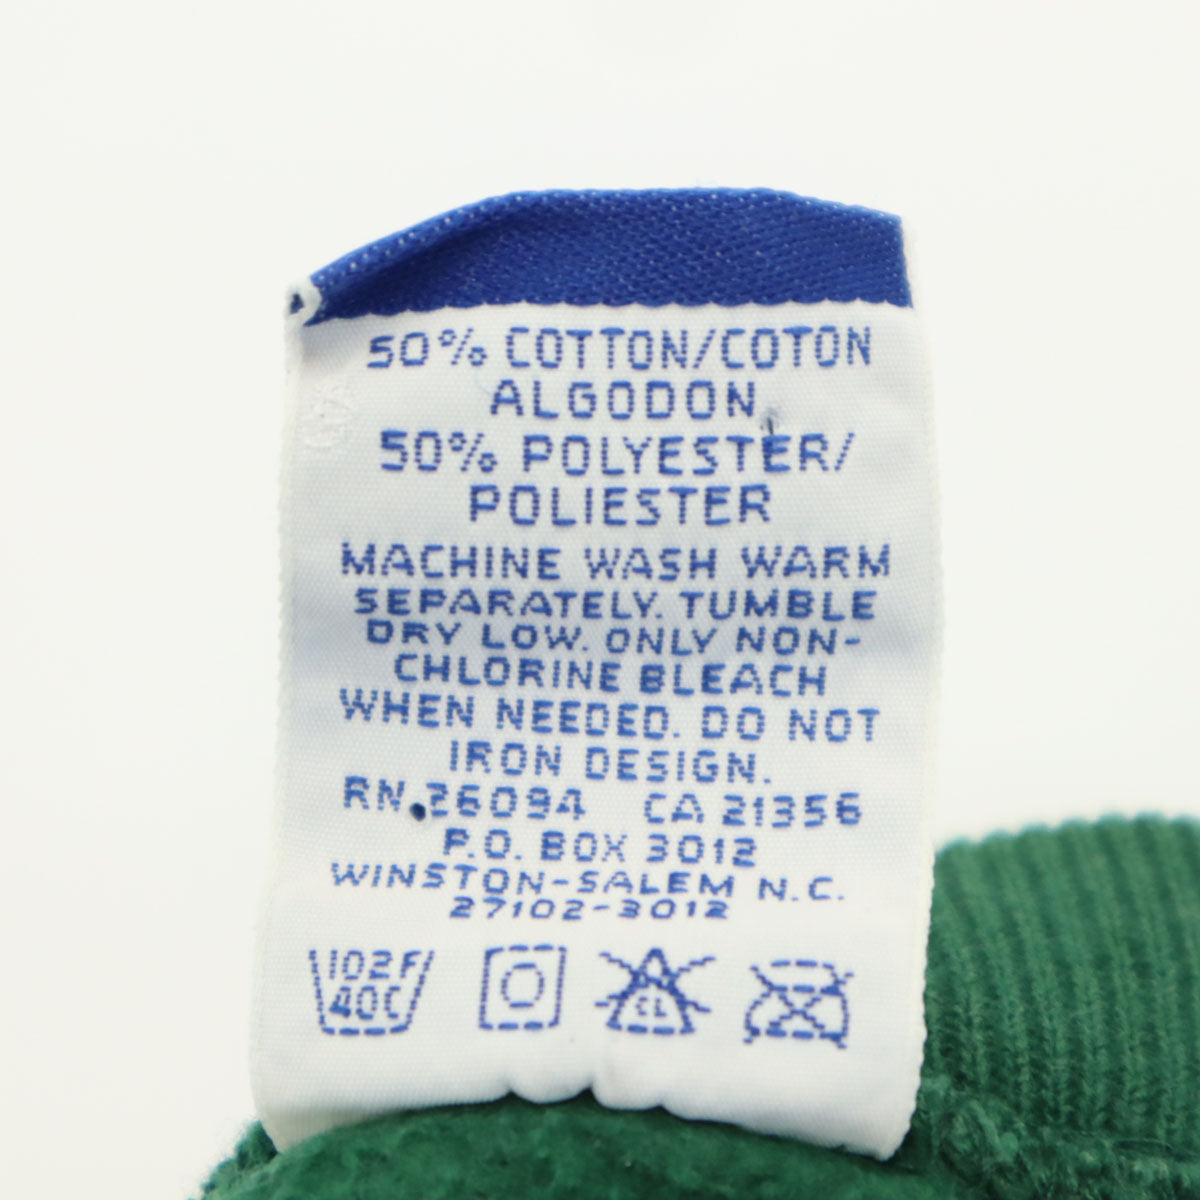 50% COTTON/COTON
ALGODON
50% POLYESTER/
POLIESTER
MACHINE WASH WARM
SEPARATELY. TUMBLE
DRY LOW. ONLY NON-
CHLORINE BLEACH
WHEN NEEDED. DO NOT
IRON DESIGN.
RN. 26094 CA 21356
P.O. BOX 3012
WINSTON-SALEM N.C.
27102-3012
102F
40C
CL